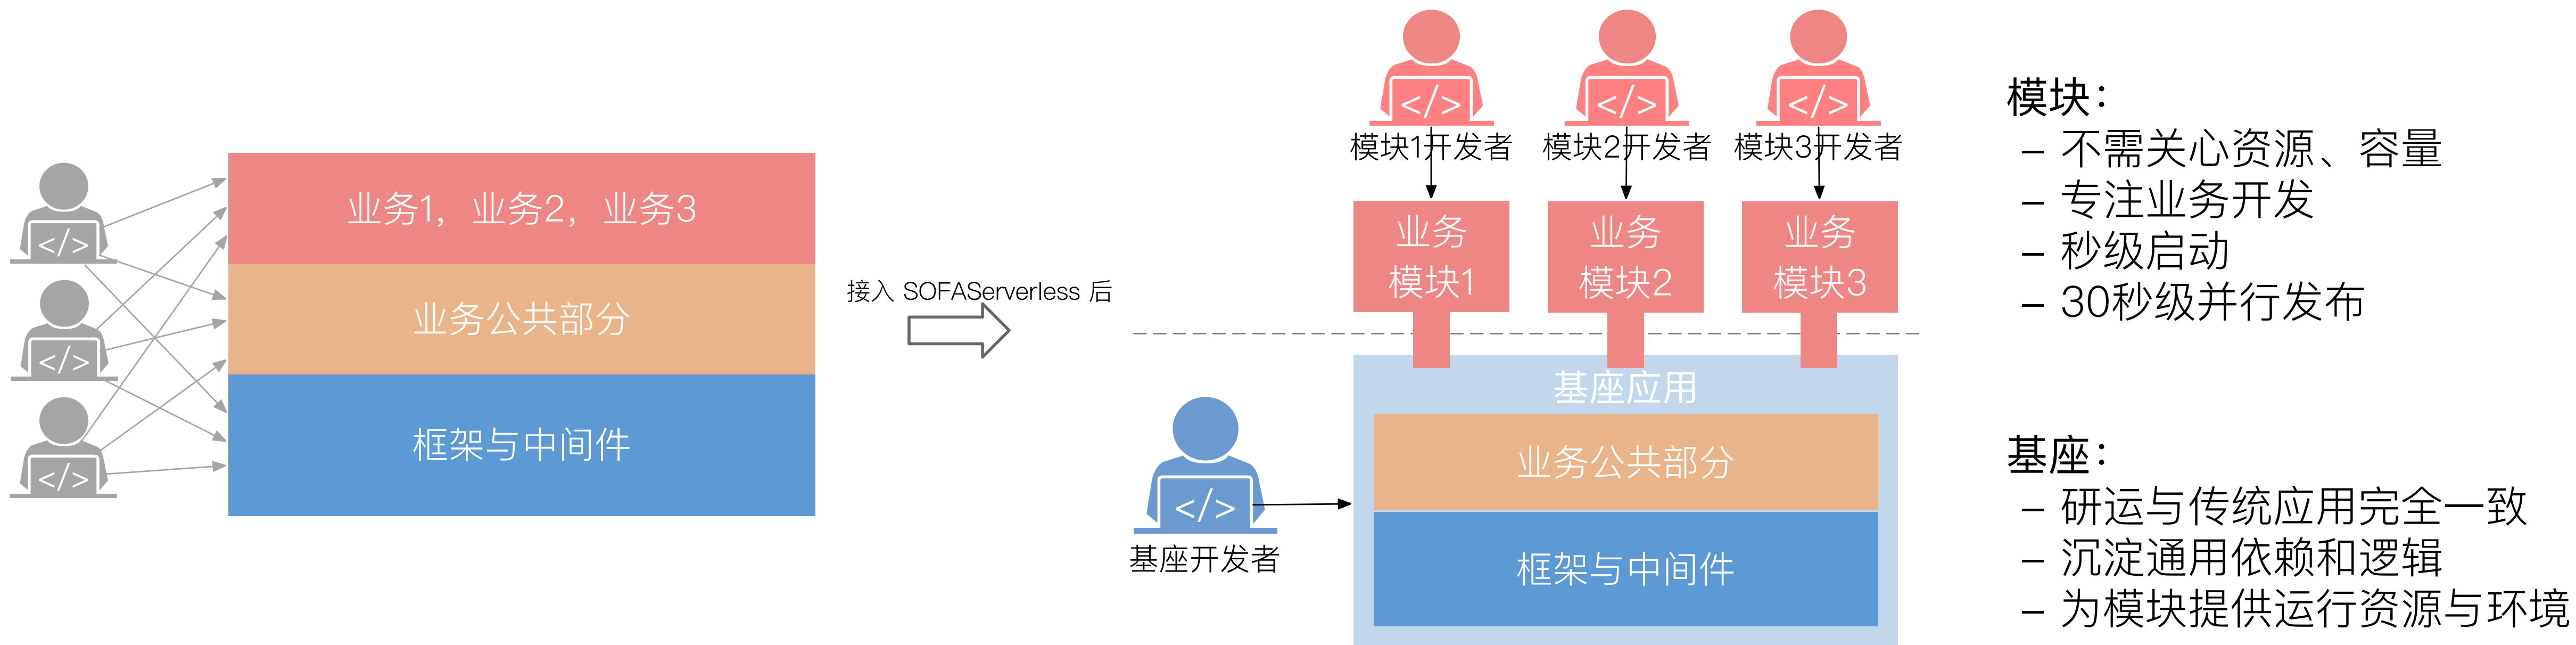 业务1，业务2，业务3
业务公共部分
框架与中间件
接入 SOFAServerless 后
</>
</>
</>
</>
</>
</>
模块1开发者
模块2开发者
模块3开发者
业务
模块1
业务
模块2
业务
模块3
基座应用
业务公共部分
框架与中间件
</>
基座开发者
模块：
– 不需关心资源、容量
– 专注业务开发
– 秒级启动
– 30秒级并行发布
基座：
– 研运与传统应用完全一致
– 沉淀通用依赖和逻辑
– 为模块提供运行资源与环境